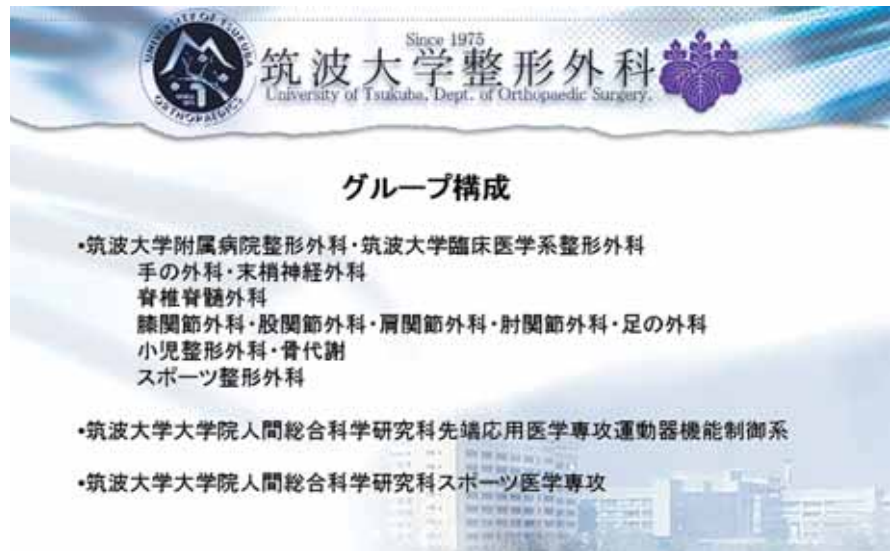 UNIVERSITY OF TSUKUBA
ORTHOPAEDICS
Since 1975
筑波大学整形外科
University of Tsukuba, Dept. of Orthopaedic Surgery.
グループ構成
・筑波大学附属病院整形外科・筑波大学臨床医学系整形外科
手の外科・末梢神経外科
脊椎脊髄外科
膝関節外科・股関節外科・肩関節外科・肘関節外科・足の外科
小児整形外科・骨代謝
スポーツ整形外科
・筑波大学大学院人間総合科学研究科先端応用医学専攻運動器機能制御系
・筑波大学大学院人間総合科学研究科スポーツ医学専攻